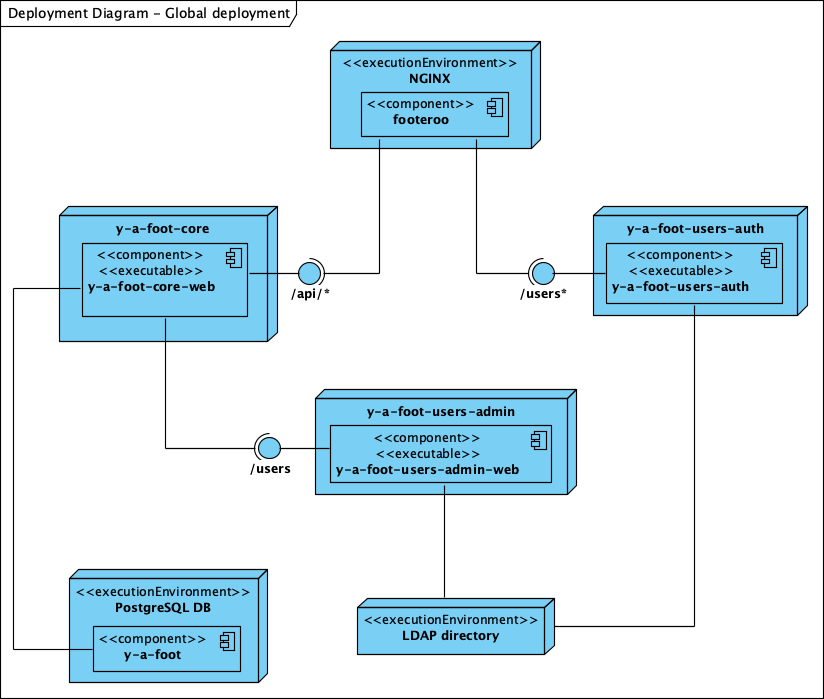 Deployment Diagram – Global deployment
<<executionEnvironment>>
NGINX
<<component>>
footeroo
y-a-foot-core
<<component>>
<<executable>>
y-a-foot-core-web
/api/*
y-a-foot-users-auth
<<component>>
<<executable>>
y-a-foot-users-auth
/users*
y-a-foot-users-admin
<<component>>
<<executable>>
y-a-foot-users-admin-web
/users
<<executionEnvironment>>
PostgreSQL DB
<<component>>
y-a-foot
<<executionEnvironment>>
LDAP directory